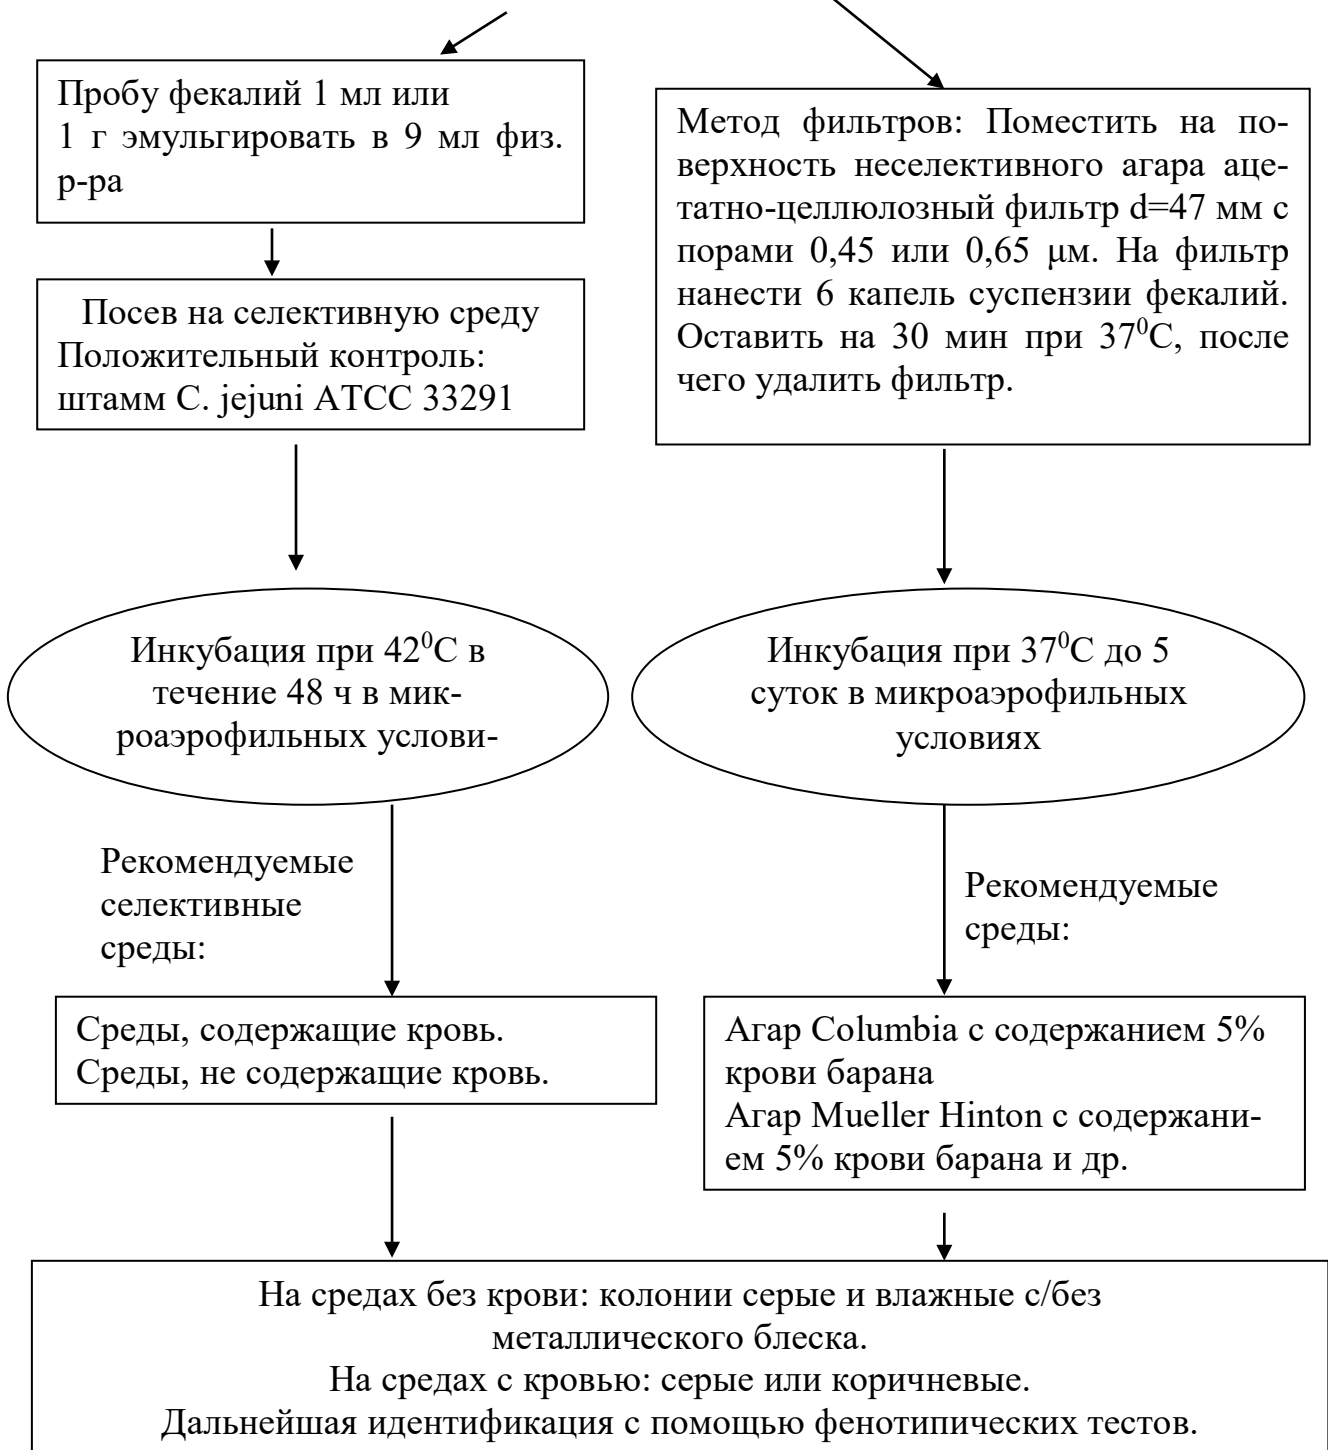 Пробу фекалий 1 мл или
1 г эмульгировать в 9 мл физ.
р-ра
Посев на селективную среду
Положительный контроль:
штамм C. jejuni ATCC 33291
Метод фильтров: Поместить на по-
верхность неселективного агара аце-
татно-целлюлозный фильтр d=47 мм с
порами 0,45 или 0,65 μм. На фильтр
нанести 6 капель суспензии фекалий.
Оставить на 30 мин при 37⁰С, после
чего удалить фильтр.
Инкубация при 42⁰С в
течение 48 ч в мик-
роаэрофильных услови-
Инкубация при 37⁰С до 5
суток в микроаэрофильных
условиях
Рекомендуемые
селективные
среды:
Рекомендуемые
среды:
Среды, содержащие кровь.
Среды, не содержащие кровь.
Агар Columbia с содержанием 5%
крови барана
Агар Mueller Hinton с содержани-
ем 5% крови барана и др.
На средах без крови: колонии серые и влажные с/без
металлического блеска.
На средах с кровью: серые или коричневые.
Дальнейшая идентификация с помощью фенотипических тестов.